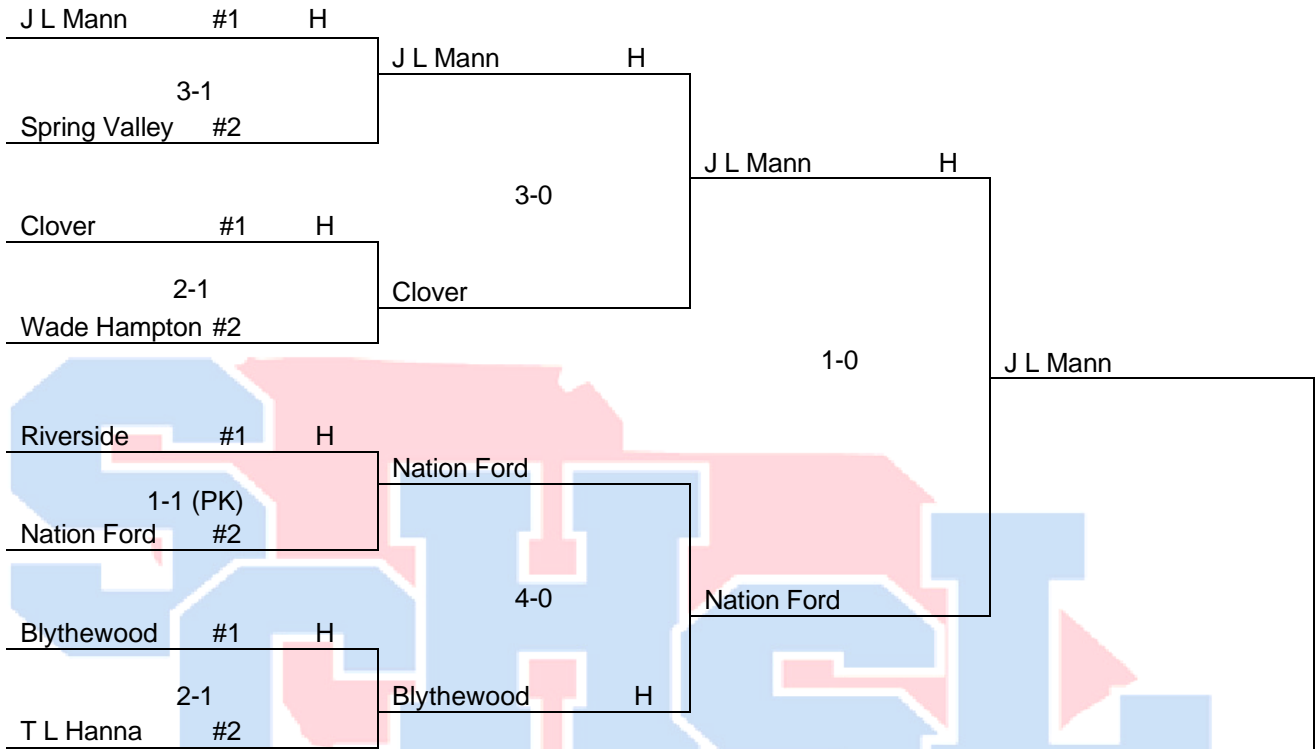 J L Mann #1 H
J L Mann H
3-1
Spring Valley #2
J L Mann H
3-0
Clover #1 H
2-1
Clover
Wade Hampton #2
1-0
J L Mann
Riverside #1 H
Nation Ford
1-1 (PK)
Nation Ford #2
4-0
Nation Ford
Blythewood #1 H
2-1
Blythewood H
T L Hanna #2
SCHSL